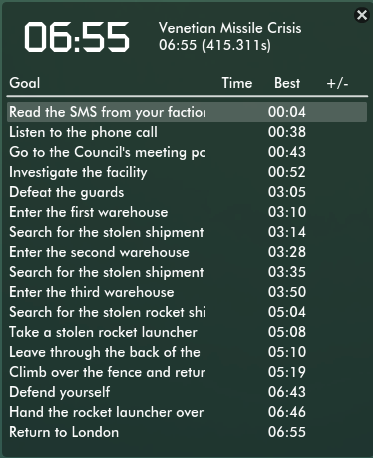 06:55
Venetian Missile Crisis
06:55 (415.311s)
Goal Time Best +/-
Read the SMS from your faction 00:04
Listen to the phone call 00:38
Go to the Council's meeting po 00:43
Investigate the facility 00:52
Defeat the guards 03:05
Enter the first warehouse 03:10
Search for the stolen shipment 03:14
Enter the second warehouse 03:28
Search for the stolen shipment 03:35
Enter the third warehouse 03:50
Search for the stolen rocket shi 05:04
Take a stolen rocket launcher 05:08
Leave through the back of the 05:10
Climb over the fence and retur 05:19
Defend yourself 06:43
Hand the rocket launcher over 06:46
Return to London 06:55